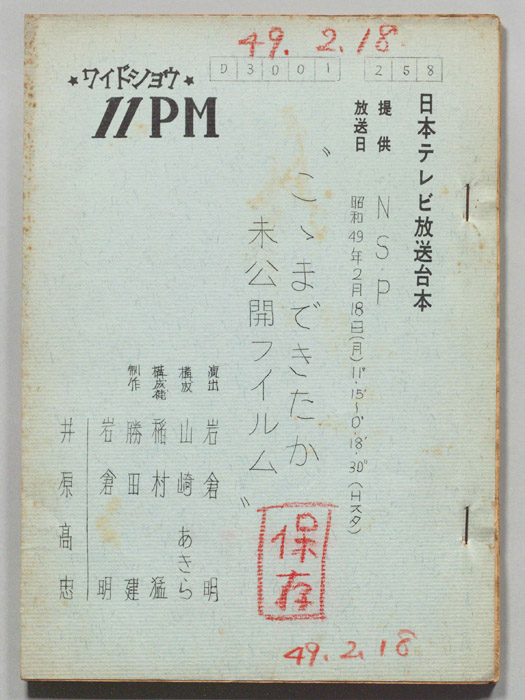 49.2.18
D3001 258
ワイドショウ
11PM
日本テレビ放送台本
提供 NS・P
放送日 昭和49年2月18日(月)11°・15′〜0°・18′・30″(Hスタ)
〝こゝまできたか
未公開フイルム〟
演出 岩倉 明
構成 山崎 あきら
稲村 猛
制作 勝田 建
岩倉 明
井原高忠
保存
49.2.18